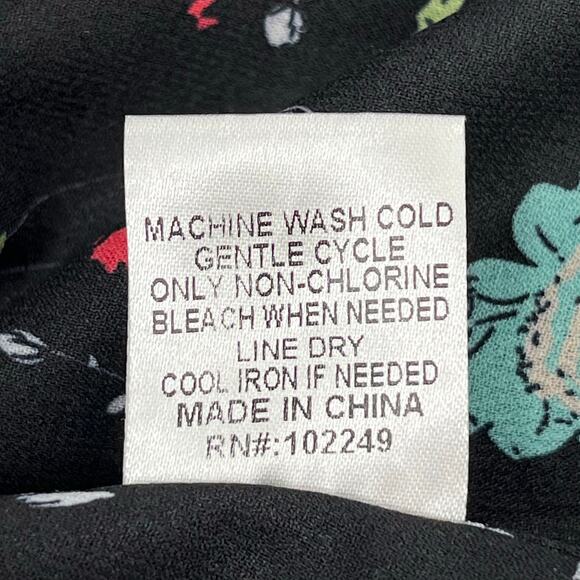 MACHINE WASH COLD
GENTLE CYCLE
ONLY NON-CHLORINE
BLEACH WHEN NEEDED
LINE DRY
COOL IRON IF NEEDED
MADE IN CHINA
RN#:102249